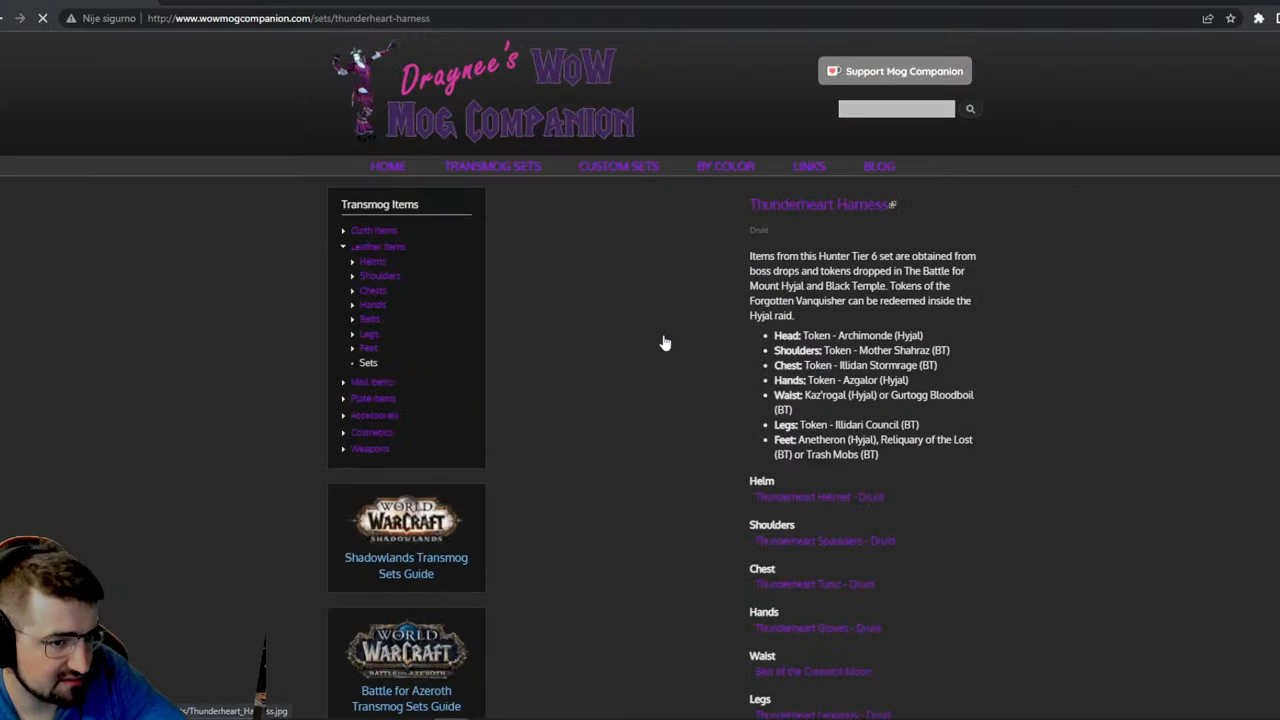 Nije sigurno
http://www.wowmogcompanion.com/sets/thunderheart-harness
Draynee's WoW
Mog Companion
Support Mog Companion
HOME TRANSMOG SETS CUSTOM SETS BY COLOR LINKS BLOG
Transmog Items
Cloth Items
Leather Items
Helms
Shoulders
Chests
Hands
Belts
Legs
Feet
Sets
Mail Items
Plate Items
Accessories
Cosmetics
Weapons
WORLD
WARCRAFT
SHADOWLANDS
Shadowlands Transmog
Sets Guide
WORLD
WARCRAFT
BATTLE FOR AZEROTH
Battle for Azeroth
Transmog Sets Guide
Thunderheart Harness
Druid
Items from this Hunter Tier 6 set are obtained from
boss drops and tokens dropped in The Battle for
Mount Hyjal and Black Temple. Tokens of the
Forgotten Vanquisher can be redeemed inside the
Hyjal raid.
Head: Token - Archimonde (Hyjal)
Shoulders: Token - Mother Shahraz (BT)
Chest: Token - Illidan Stormrage (BT)
Hands: Token - Azgalor (Hyjal)
Waist: Kaz'rogal (Hyjal) or Gurtogg Bloodboil
(BT)
Legs: Token - Illidari Council (BT)
Feet: Anetheron (Hyjal), Reliquary of the Lost
(BT) or Trash Mobs (BT)
Helm
Thunderheart Helmet - Druid
Shoulders
Thunderheart Spaulders - Druid
Chest
Thunderheart Tunic - Druid
Hands
Thunderheart Gloves - Druid
Waist
Belt of the Crescent Moon
Legs
Thunderheart Leggings - Druid